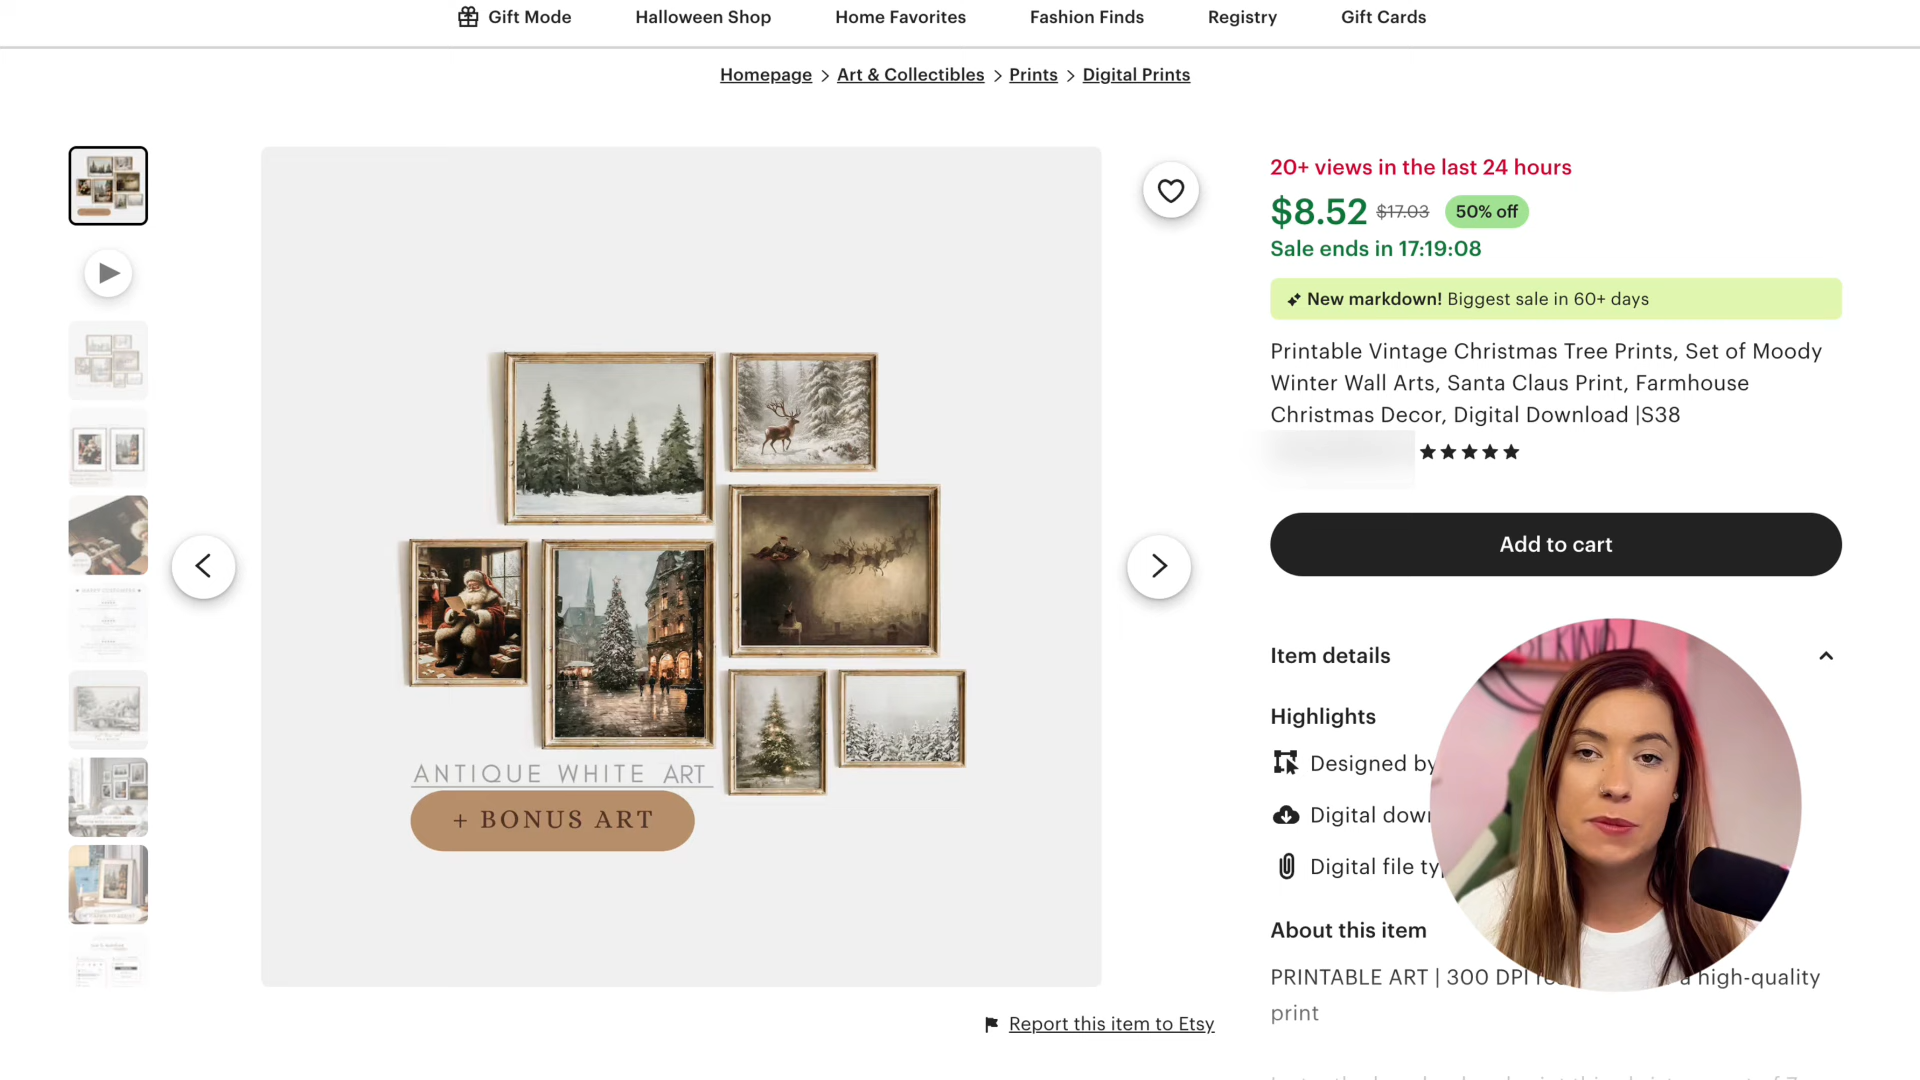 Gift Mode
Halloween Shop
Home Favorites
Fashion Finds
Registry
Gift Cards
Homepage > Art & Collectibles > Prints > Digital Prints
20+ views in the last 24 hours
$8.52 $17.03 50% off
Sale ends in 17:19:08
New markdown! Biggest sale in 60+ days
Printable Vintage Christmas Tree Prints, Set of Moody
Winter Wall Arts, Santa Claus Print, Farmhouse
Christmas Decor, Digital Download |S38
Add to cart
ANTIQUE WHITE ART
+ BONUS ART
Report this item to Etsy
Item details
Highlights
Designed by
Digital
Digital file
About this item
PRINTABLE ART | 300 DPI
a high-quality
print